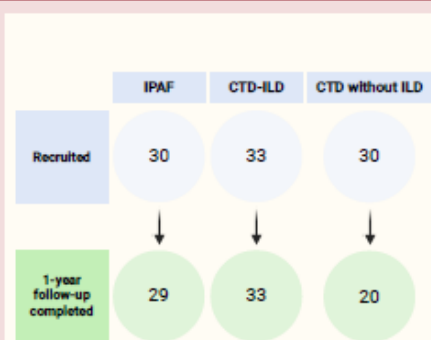 IPAF CTD-ILD CTD without ILD
Recruited 30 33 30
1-year
follow-up
completed
29 33 20